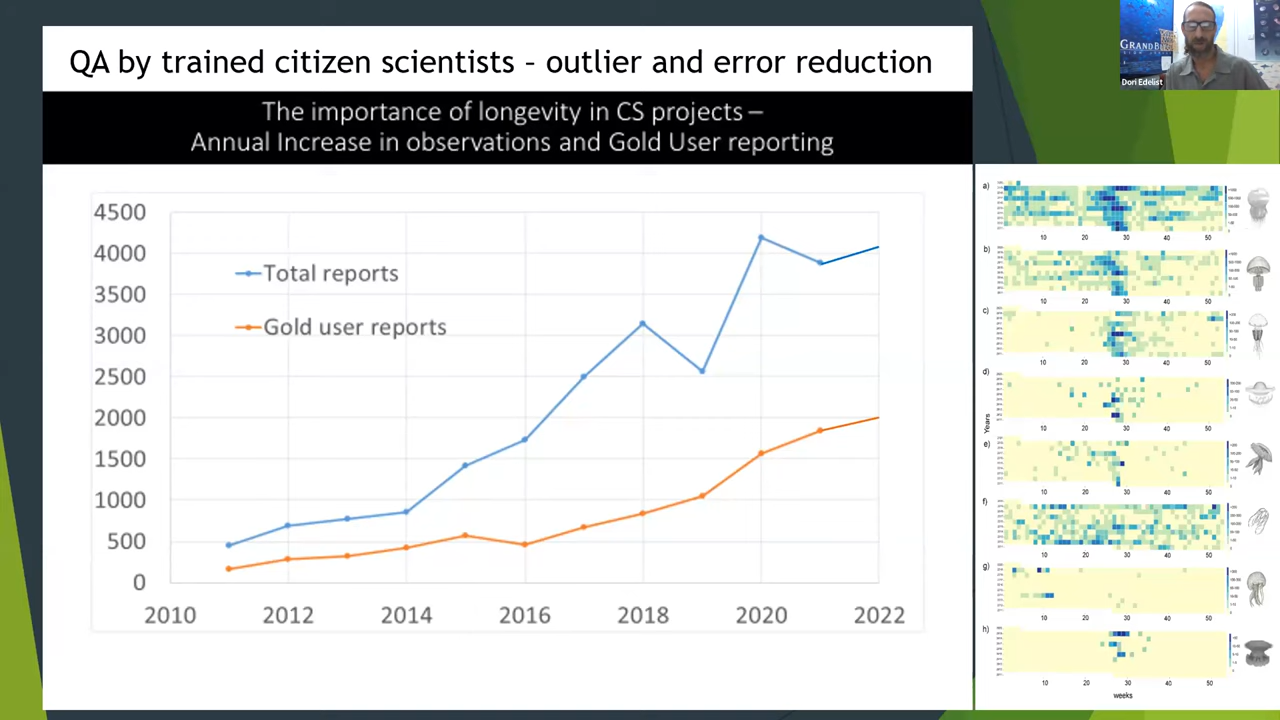 QA by trained citizen scientists – outlier and error reduction
The importance of longevity in CS projects –
Annual Increase in observations and Gold User reporting
4500
4000
3500
3000
2500
2000
1500
1000
500
0
Total reports
Gold user reports
2010 2012 2014 2016 2018 2020 2022
Dori Edelist
a)
10 20 30 40 50
b)
10 20 30 40 50
c)
10 20 30 40 50
d)
10 20 30 40 50
Years
e)
10 20 30 40 50
f)
10 20 30 40 50
g)
10 20 30 40 50
h)
10 20 30 40 50
weeks